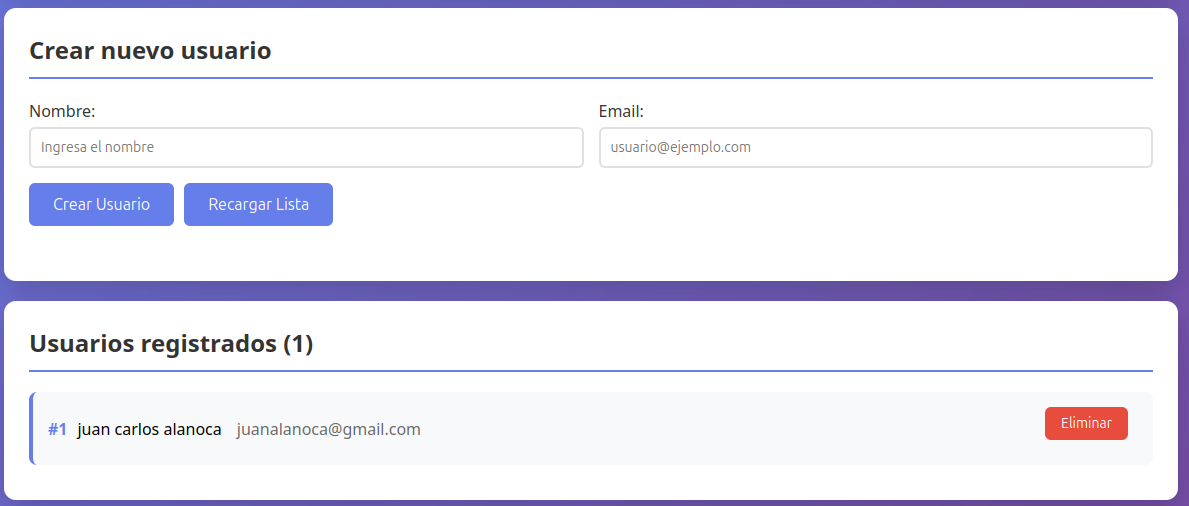 Crear nuevo usuario
Nombre: Email:
Ingresa el nombre usuario@ejemplo.com
Crear Usuario Recargar Lista
Usuarios registrados (1)
#1 juan carlos alanoca juanalanoca@gmail.com Eliminar